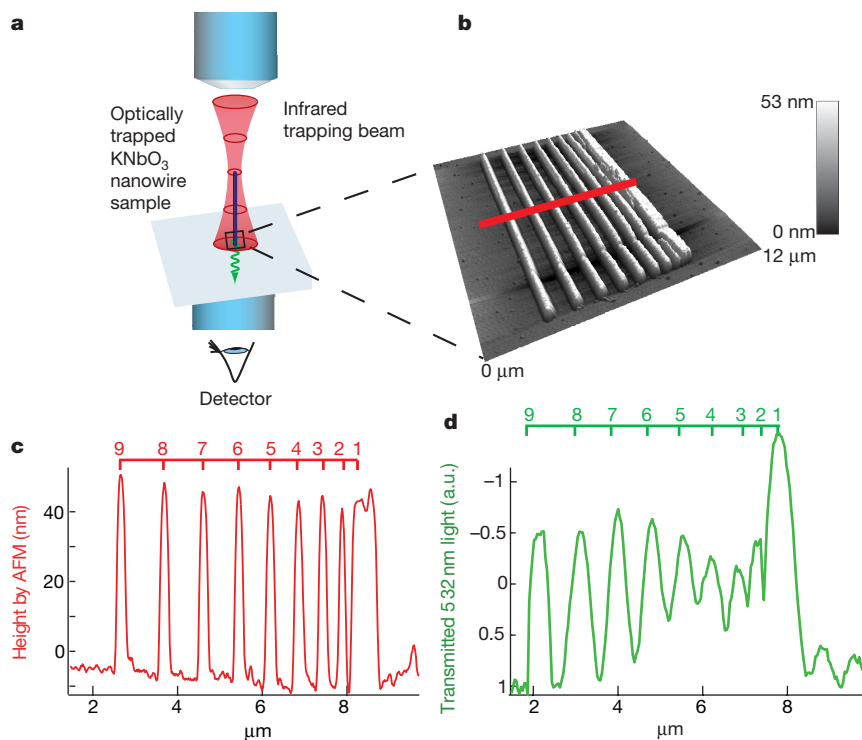 a
Optically
trapped
KNbO₃
nanowire
sample
Infrared
trapping beam
Detector
b
53 nm
0 nm
12 µm
0 µm
c
9 8 7 6 5 4 3 2 1
Height by AFM (nm)
40
20
0
2 4 6 8
µm
d
9 8 7 6 5 4 3 2 1
Transmitted 532 nm light (a.u.)
−1
−0.5
0
0.5
1
2 4 6 8
µm